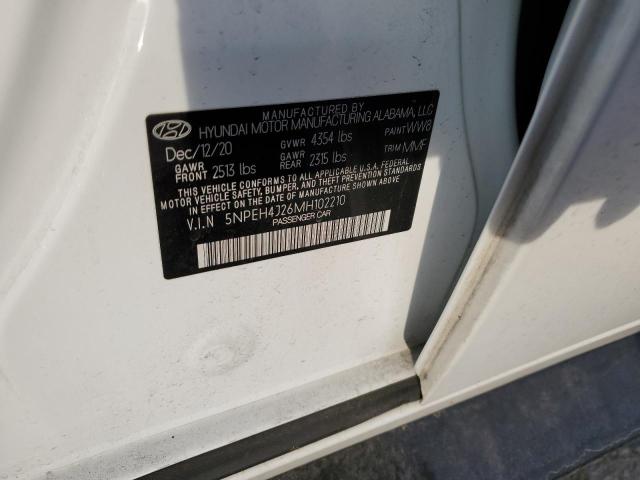 MANUFACTURED BY
HYUNDAI MOTOR MANUFACTURING ALABAMA, LLC
Dec/12/20 GVWR 4354 lbs PAINT WW8
GAWR FRONT 2513 lbs GAWR REAR 2315 lbs TRIM MMF
THIS VEHICLE CONFORMS TO ALL APPLICABLE U.S.A. FEDERAL
MOTOR VEHICLE SAFETY, BUMPER, AND THEFT PREVENTION STANDARDS
IN EFFECT ON THE DATE OF MANUFACTURE SHOWN ABOVE.
V.I.N 5NPEH4J26MH102210
PASSENGER CAR